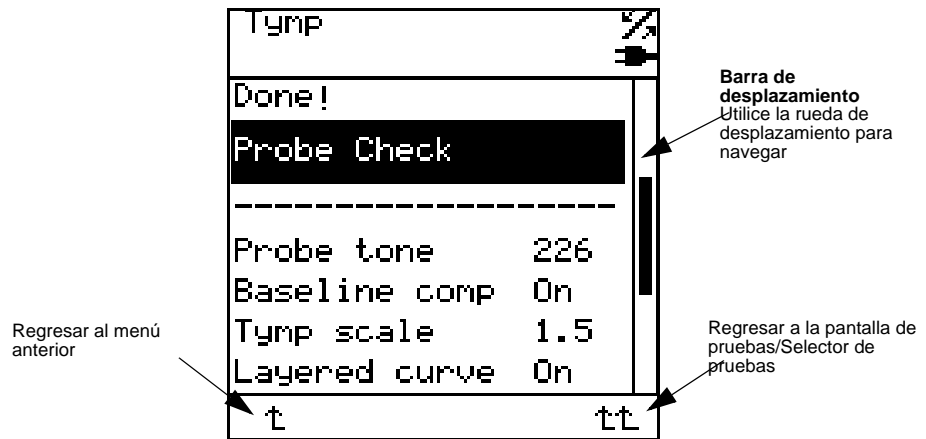 Tymp
Done!
Probe Check
--------------------
Probe tone 226
Baseline comp On
Tymp scale 1.5
Layered curve On
Barra de
desplazamiento
Utilice la rueda de
desplazamiento para
navegar
Regresar al menú
anterior
Regresar a la pantalla de
pruebas/Selector de
pruebas